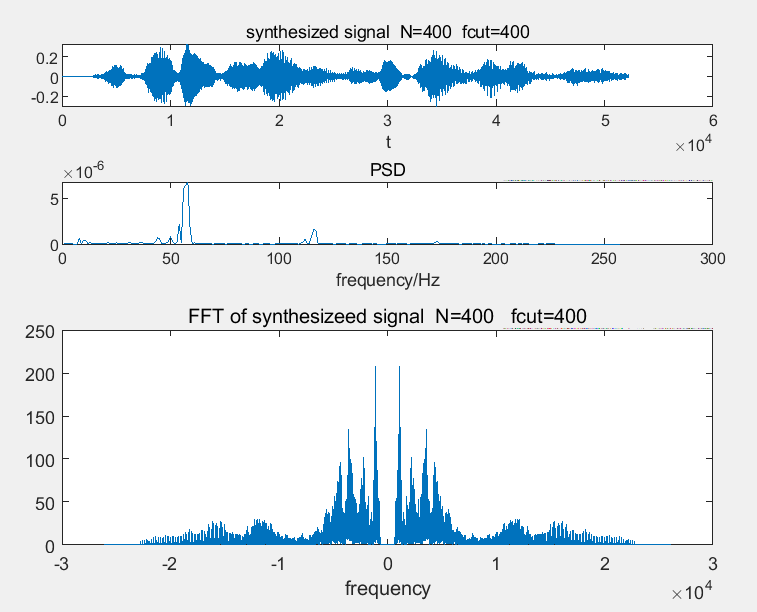 synthesized signal N=400 fcut=400
0.2
0
-0.2
0 1 2 3 4 5 6
t
×10^4
×10^-6
PSD
5
0
0 50 100 150 200 250 300
frequency/Hz
FFT of synthesizeed signal N=400 fcut=400
250
200
150
100
50
0
-3 -2 -1 0 1 2 3
frequency
×10^4